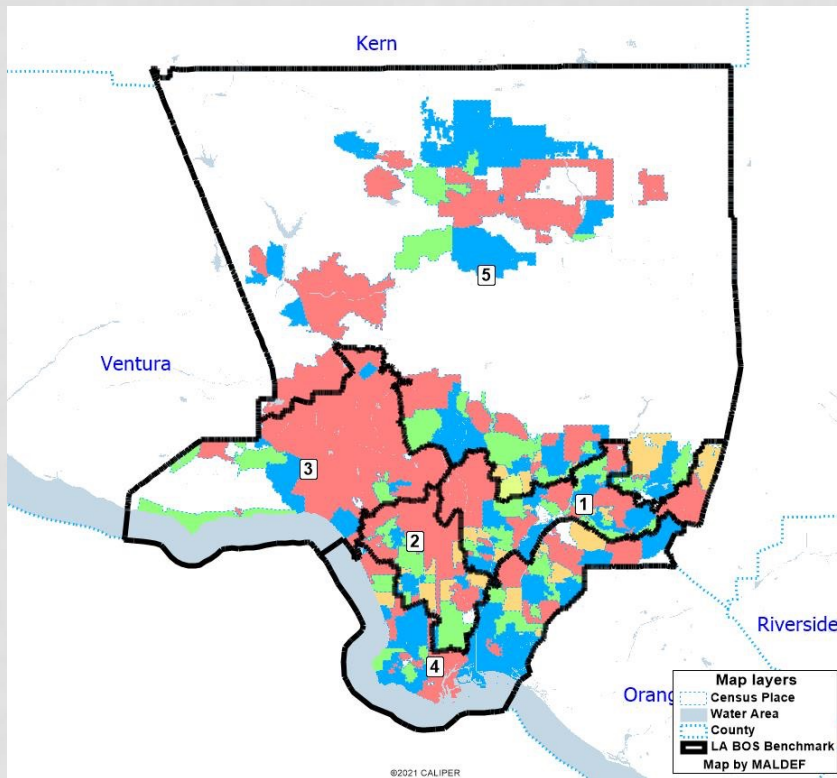 Kern
5
Ventura
3
1
2
4
Riverside
Orang
Map layers
Census Place
Water Area
County
LA BOS Benchmark
Map by MALDEF
©2021 CALIPER